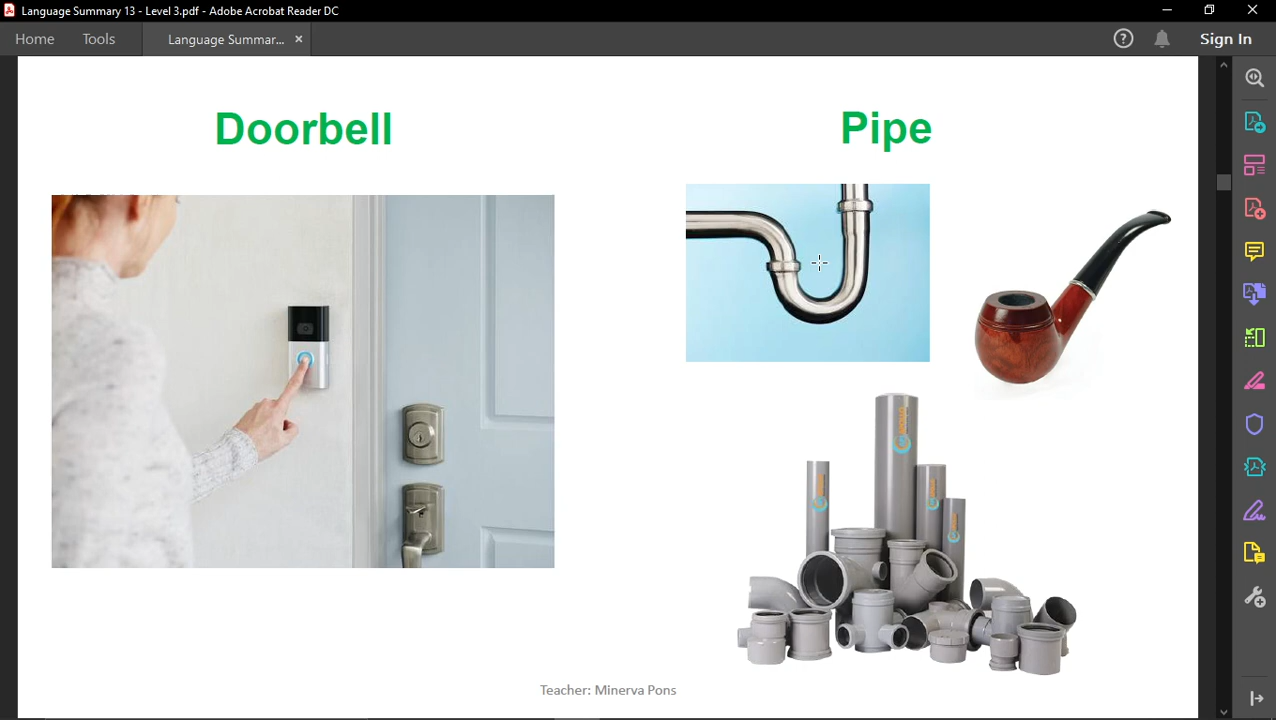 Language Summary 13 - Level 3.pdf - Adobe Acrobat Reader DC
Home Tools Language Summar... × Sign In
Doorbell Pipe
Teacher: Minerva Pons